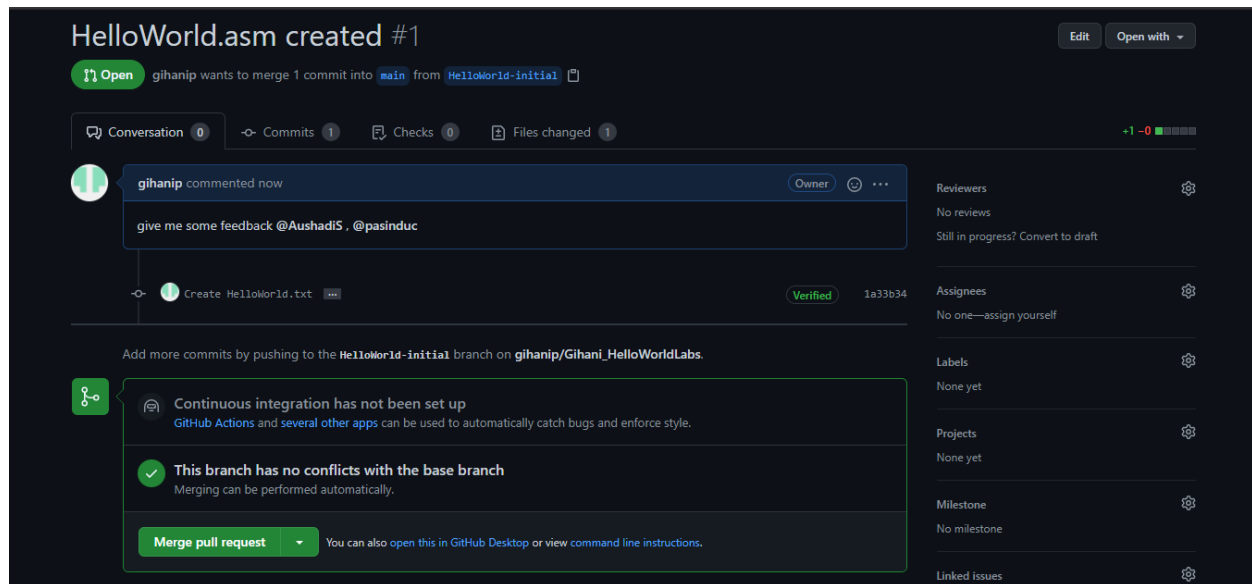 HelloWorld.asm created #1
Edit
Open with
Open
gihanip wants to merge 1 commit into main from HelloWorld-initial
Conversation 0
Commits 1
Checks 0
Files changed 1
+1 −0
gihanip commented now
Owner
give me some feedback @AushadiS , @pasinduc
Create HelloWorld.txt ...
Verified
1a33b34
Add more commits by pushing to the HelloWorld-initial branch on gihanip/Gihani_HelloWorldLabs.
Continuous integration has not been set up
GitHub Actions and several other apps can be used to automatically catch bugs and enforce style.
This branch has no conflicts with the base branch
Merging can be performed automatically.
Merge pull request
You can also open this in GitHub Desktop or view command line instructions.
Reviewers
No reviews
Still in progress? Convert to draft
Assignees
No one—assign yourself
Labels
None yet
Projects
None yet
Milestone
No milestone
Linked issues